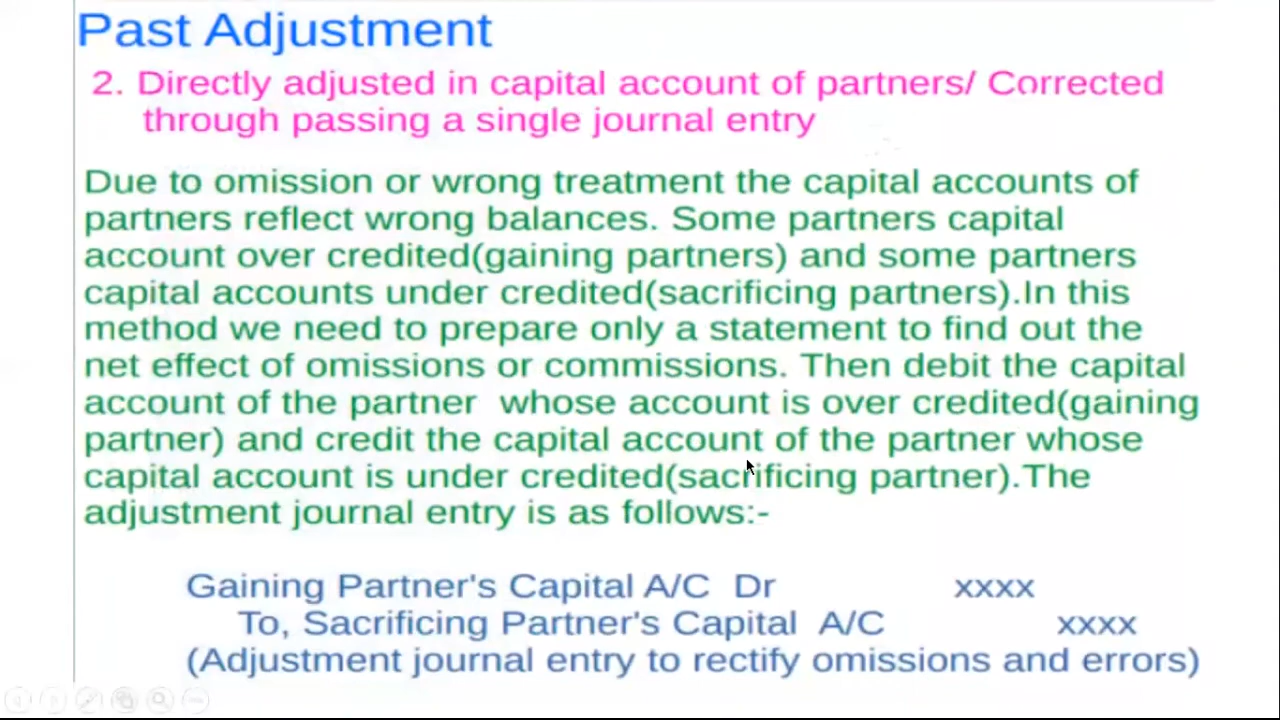 Past Adjustment
2. Directly adjusted in capital account of partners/ Corrected
through passing a single journal entry
Due to omission or wrong treatment the capital accounts of
partners reflect wrong balances. Some partners capital
account over credited(gaining partners) and some partners
capital accounts under credited(sacrificing partners).In this
method we need to prepare only a statement to find out the
net effect of omissions or commissions. Then debit the capital
account of the partner whose account is over credited(gaining
partner) and credit the capital account of the partner whose
capital account is under credited(sacrificing partner).The
adjustment journal entry is as follows:-
Gaining Partner's Capital A/C Dr xxxx
To, Sacrificing Partner's Capital A/C xxxx
(Adjustment journal entry to rectify omissions and errors)